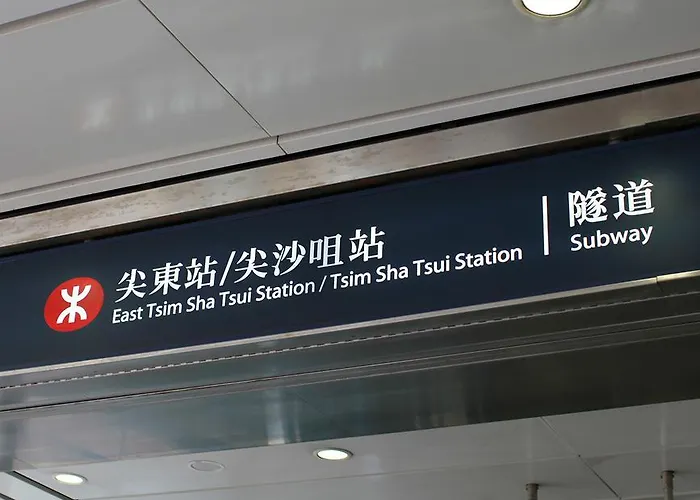 尖東站/尖沙咀站
East Tsim Sha Tsui Station / Tsim Sha Tsui Station
隧道
Subway